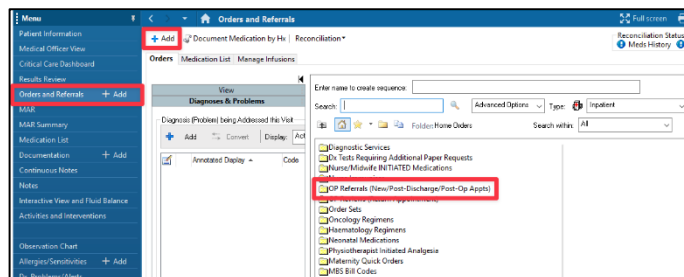 Menu
Orders and Referrals
Full screen
Patient Information
Medical Officer View
Critical Care Dashboard
Results Review
Orders and Referrals + Add
MAR
MAR Summary
Medication List
Documentation + Add
Continuous Notes
Notes
Interactive View and Fluid Balance
Activities and Interventions
Observation Chart
Allergies/Sensitivities + Add
+ Add
Document Medication by Hx
Reconciliation
Reconciliation Status
Meds History
Orders
Medication List
Manage Infusions
View
Diagnoses & Problems
Diagnosis (Problem) being Addressed this Visit
Add
Convert
Display:
Annotated Display
Code
Enter name to create sequence:
Search:
Advanced Options
Type:
Inpatient
Folder: Home Orders
Search within:
All
Diagnostic Services
Dx Tests Requiring Additional Paper Requests
Nurse/Midwife INITIATED Medications
OP Referrals (New/Post-Discharge/Post-Op Appts)
Order Sets
Oncology Regimens
Haematology Regimens
Neonatal Medications
Physiotherapist Initiated Analgesia
Maternity Quick Orders
MBS Bill Codes